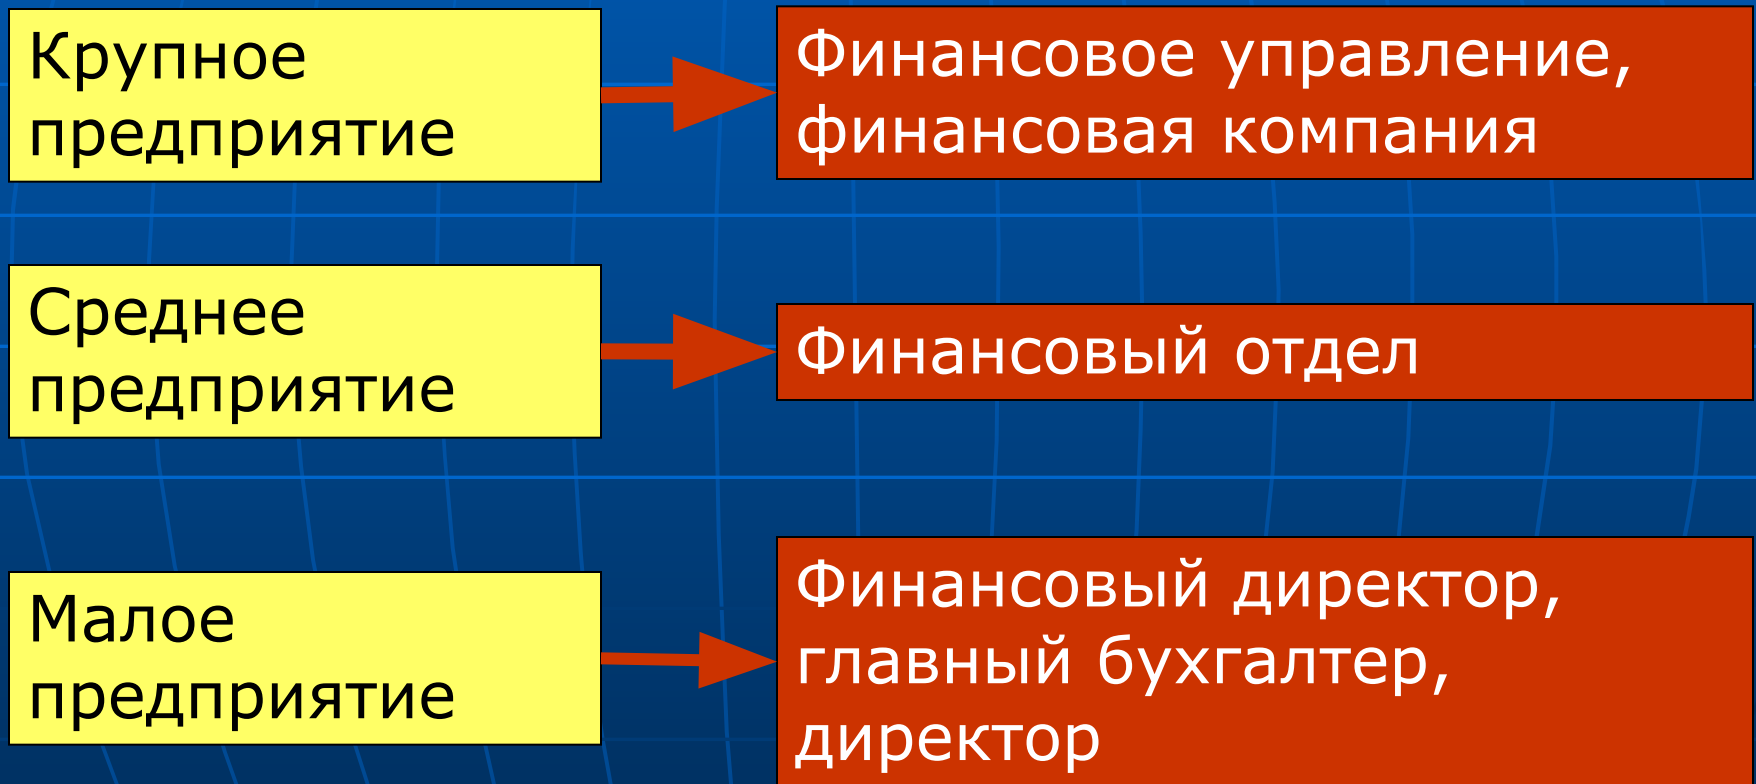 Крупное
предприятие
Финансовое управление,
финансовая компания
Среднее
предприятие
Финансовый отдел
Малое
предприятие
Финансовый директор,
главный бухгалтер,
директор